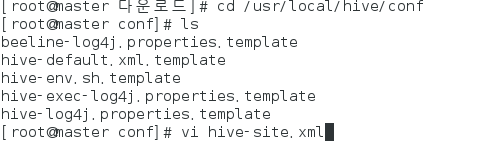 [root@master 다운로드]# cd /usr/local/hive/conf
[root@master conf]# ls
beeline-log4j.properties.template
hive-default.xml.template
hive-env.sh.template
hive-exec-log4j.properties.template
hive-log4j.properties.template
[root@master conf]# vi hive-site.xml